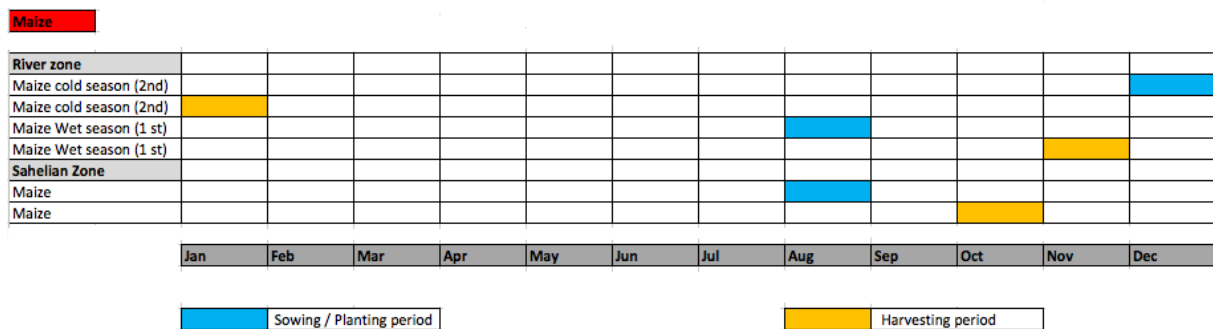 Maize
River zone
Maize cold season (2nd)
Maize cold season (2nd)
Maize Wet season (1 st)
Maize Wet season (1 st)
Sahelian Zone
Maize
Maize
Jan Feb Mar Apr May Jun Jul Aug Sep Oct Nov Dec
Sowing / Planting period Harvesting period